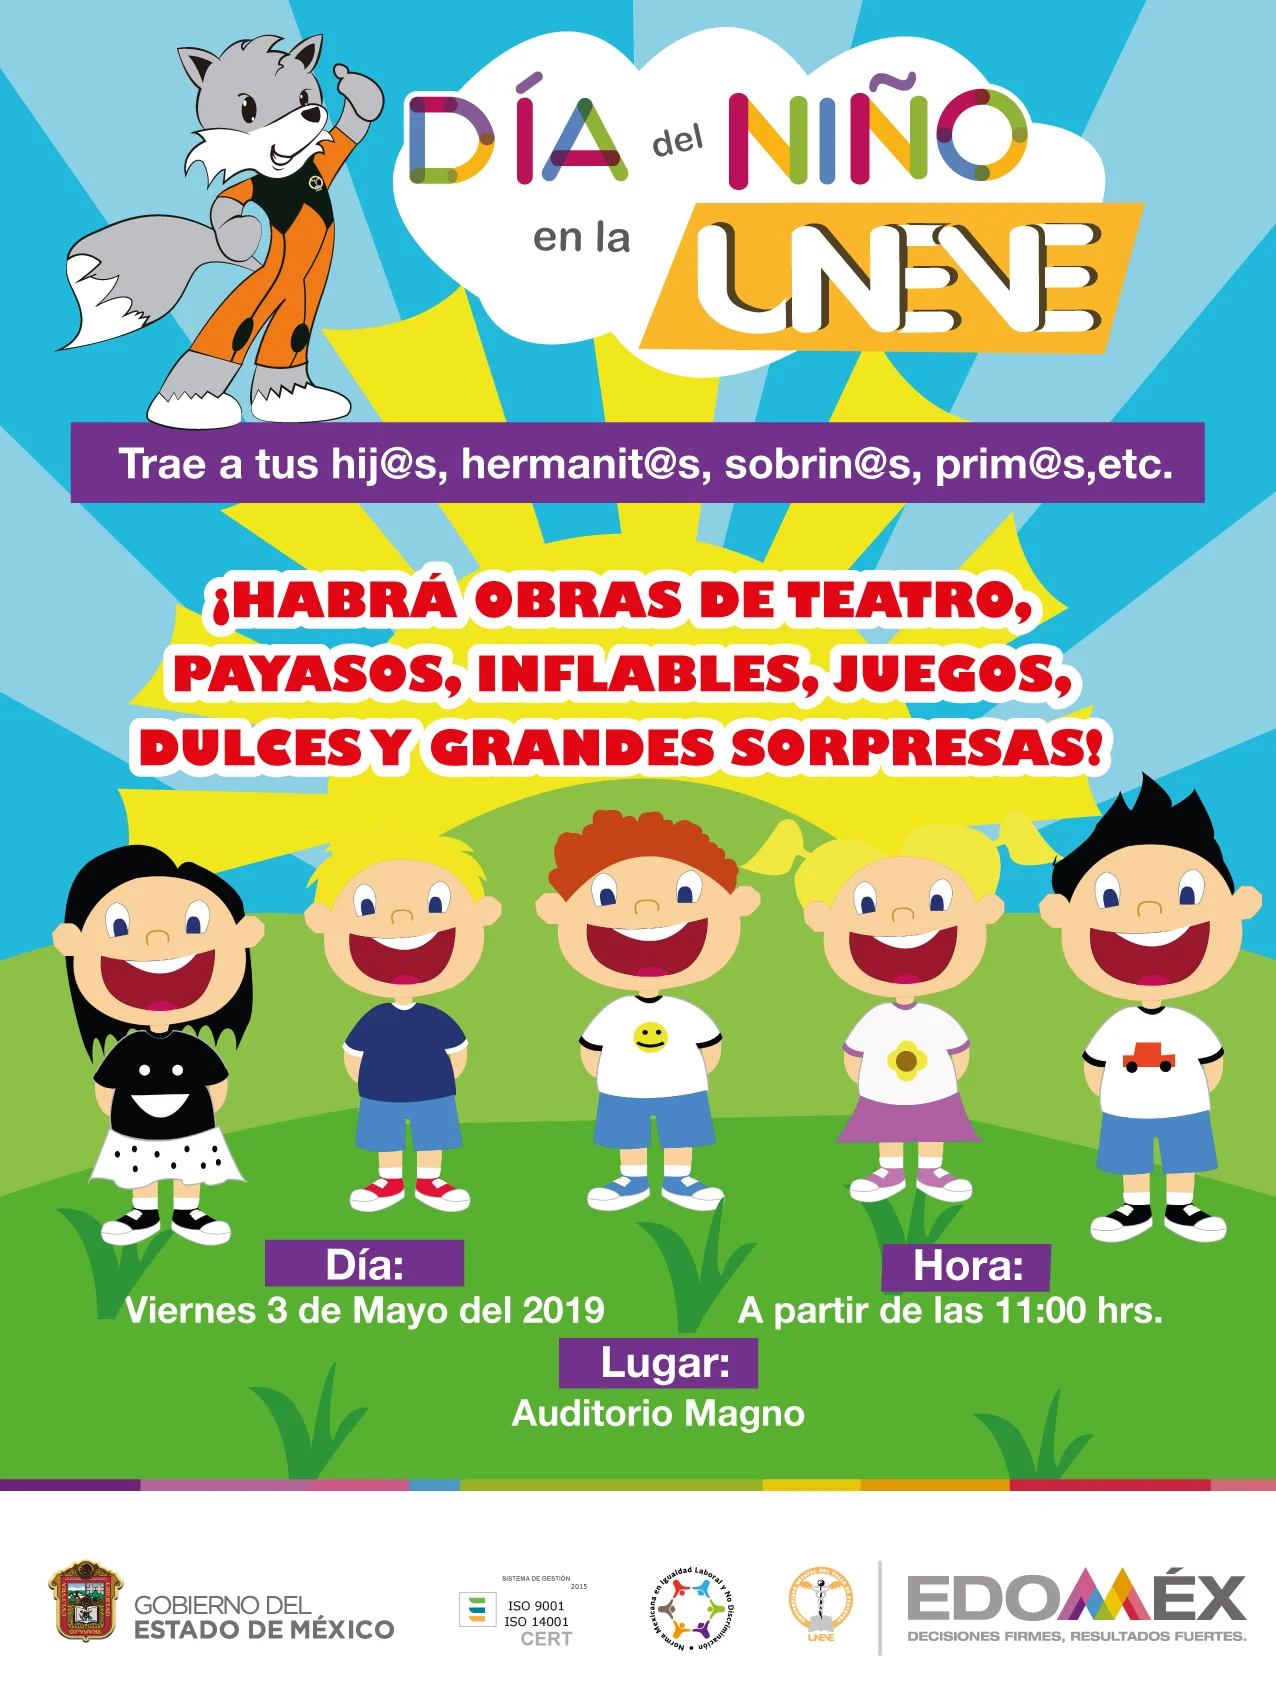 DÍA del NIÑO
en la UNEVE
Trae a tus hij@s, hermanit@s, sobrin@s, prim@s,etc.
¡HABRÁ OBRAS DE TEATRO,
PAYASOS, INFLABLES, JUEGOS,
DULCES Y GRANDES SORPRESAS!
Día:
Viernes 3 de Mayo del 2019
Hora:
A partir de las 11:00 hrs.
Lugar:
Auditorio Magno
GOBIERNO DEL
ESTADO DE MÉXICO
SISTEMA DE GESTIÓN
2015
ISO 9001
ISO 14001
CERT
Norma Mexicana en Igualdad Laboral y No Discriminación
UNEVE
EDOMÉX
DECISIONES FIRMES, RESULTADOS FUERTES.